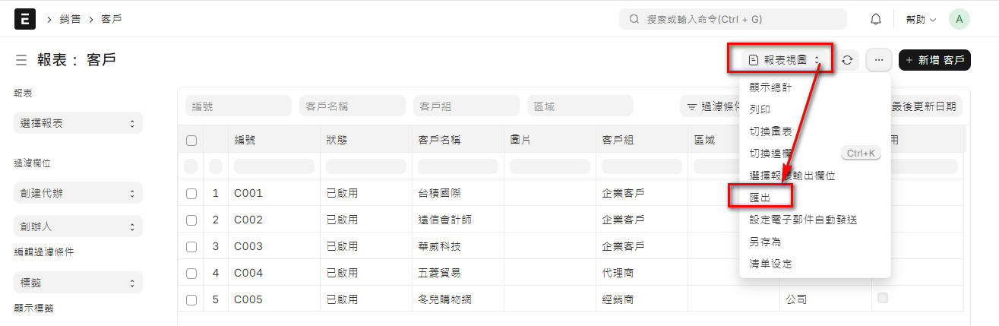 E
銷售
客戶
搜索或輸入命令(Ctrl + G)
幫助
A
報表： 客戶
報表視圖
...
+ 新增 客戶
報表
選擇報表
過濾欄位
創建代辦
創辦人
編輯過濾條件
標籤
顯示標籤
編號 客戶名稱 客戶組 區域 過濾條件 最後更新日期
編號 狀態 客戶名稱 圖片 客戶組 區域 用
1 C001 已啟用 台積國際 企業客戶
2 C002 已啟用 遠信會計師 企業客戶
3 C003 已啟用 華威科技 企業客戶
4 C004 已啟用 五菱貿易 代理商
5 C005 已啟用 冬兒購物網 經銷商 公司
顯示總計
列印
切換圖表
切換邊欄 Ctrl+K
選擇報表輸出欄位
匯出
設定電子郵件自動發送
另存為
清单设定